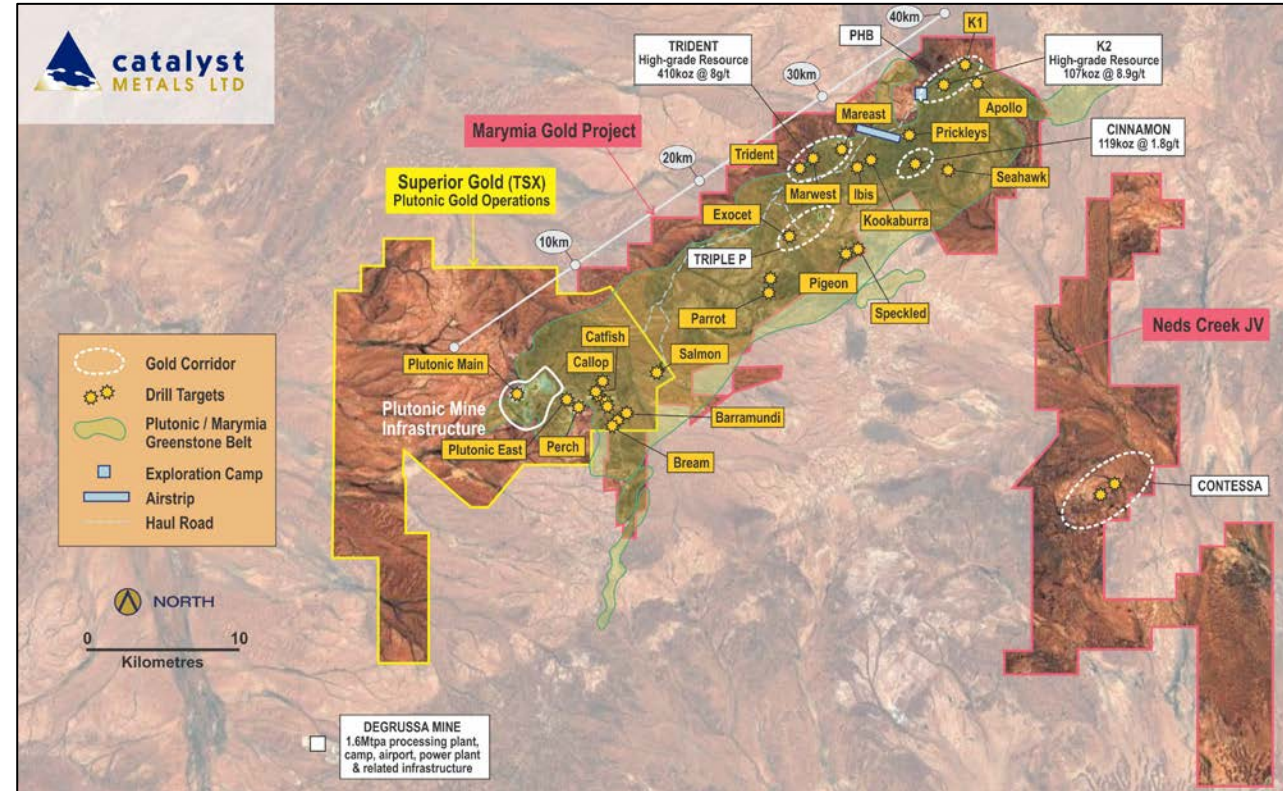 catalyst
METALS LTD
40km
K1
PHB
TRIDENT
High-grade Resource
410koz @ 8g/t
K2
High-grade Resource
107koz @ 8.9g/t
30km
Apollo
Mareast
Prickleys
Marymia Gold Project
CINNAMON
119koz @ 1.8g/t
20km
Trident
Seahawk
Superior Gold (TSX)
Plutonic Gold Operations
Marwest
Ibis
Kookaburra
Exocet
10km
TRIPLE P
Pigeon
Speckled
Parrot
Neds Creek JV
Catfish
Callop
Salmon
Plutonic Main
Plutonic Mine
Infrastructure
Barramundi
Plutonic East
Perch
Bream
CONTESSA
Gold Corridor
Drill Targets
Plutonic / Marymia
Greenstone Belt
Exploration Camp
Airstrip
Haul Road
NORTH
0 10
Kilometres
DEGRUSSA MINE
1.6Mtpa processing plant,
camp, airport, power plant
& related infrastructure